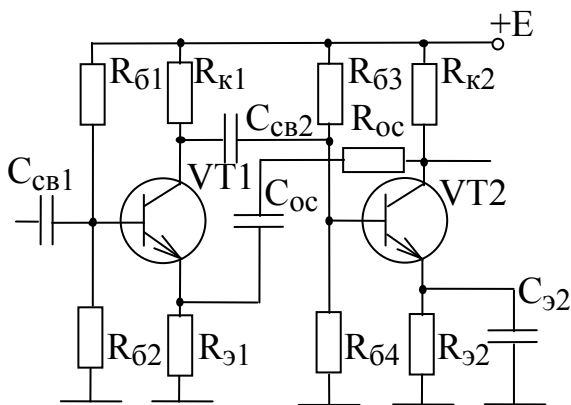 +E
Rб1
Rк1
Rб3
Rк2
Cсв2
Rос
Cсв1
VT1
Cос
VT2
Cэ2
Rб2
Rэ1
Rб4
Rэ2